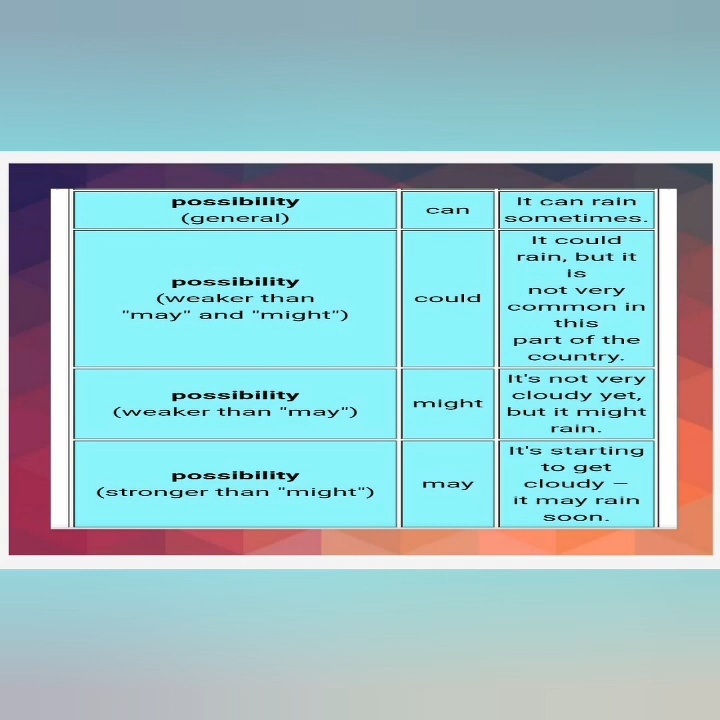 possibility
(general)
can
It can rain
sometimes.
possibility
(weaker than
"may" and "might")
could
It could
rain, but it
is
not very
common in
this
part of the
country.
possibility
(weaker than "may")
might
It's not very
cloudy yet,
but it might
rain.
possibility
(stronger than "might")
may
It's starting
to get
cloudy –
it may rain
soon.